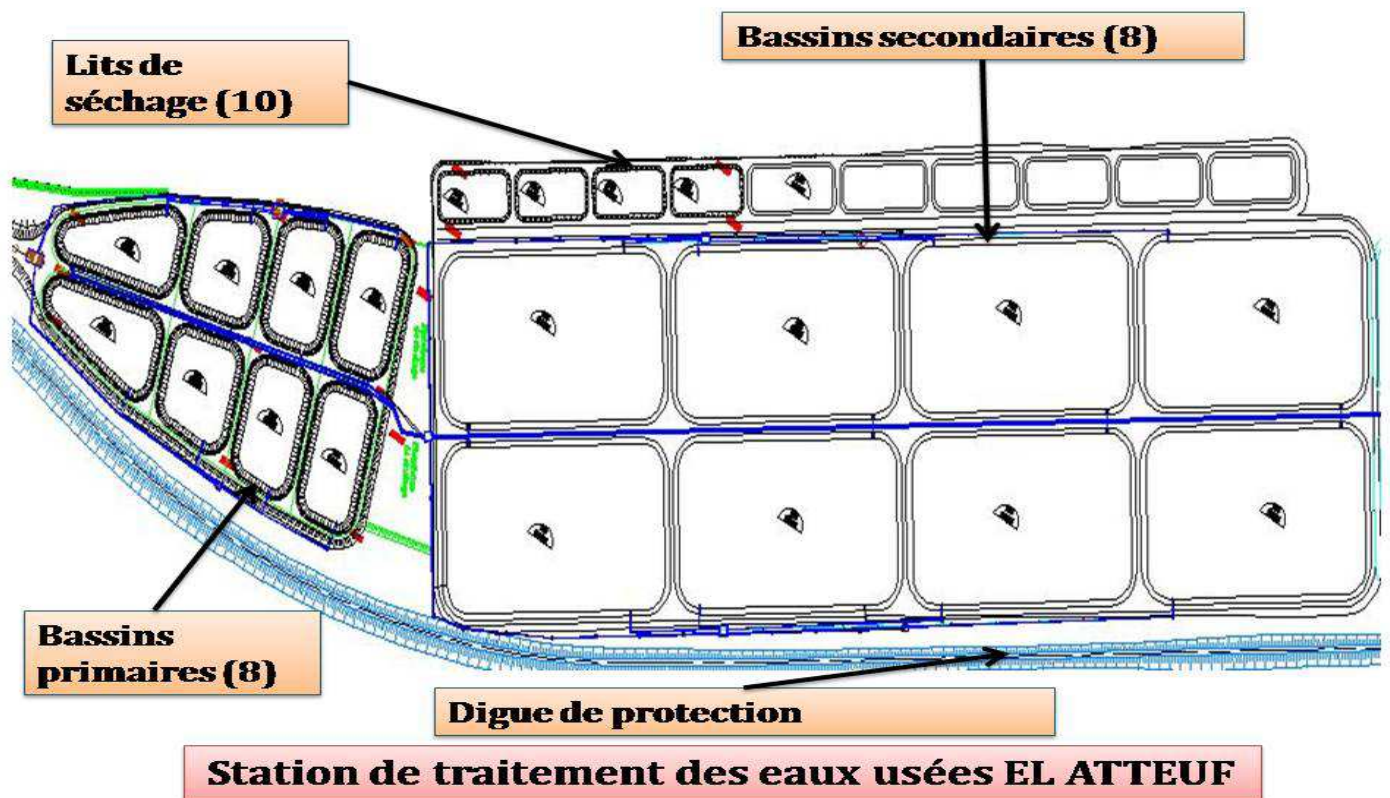 Bassins secondaires (8)
Lits de
séchage (10)
Bassins
primaires (8)
Digue de protection
Station de traitement des eaux usées EL ATTEUF